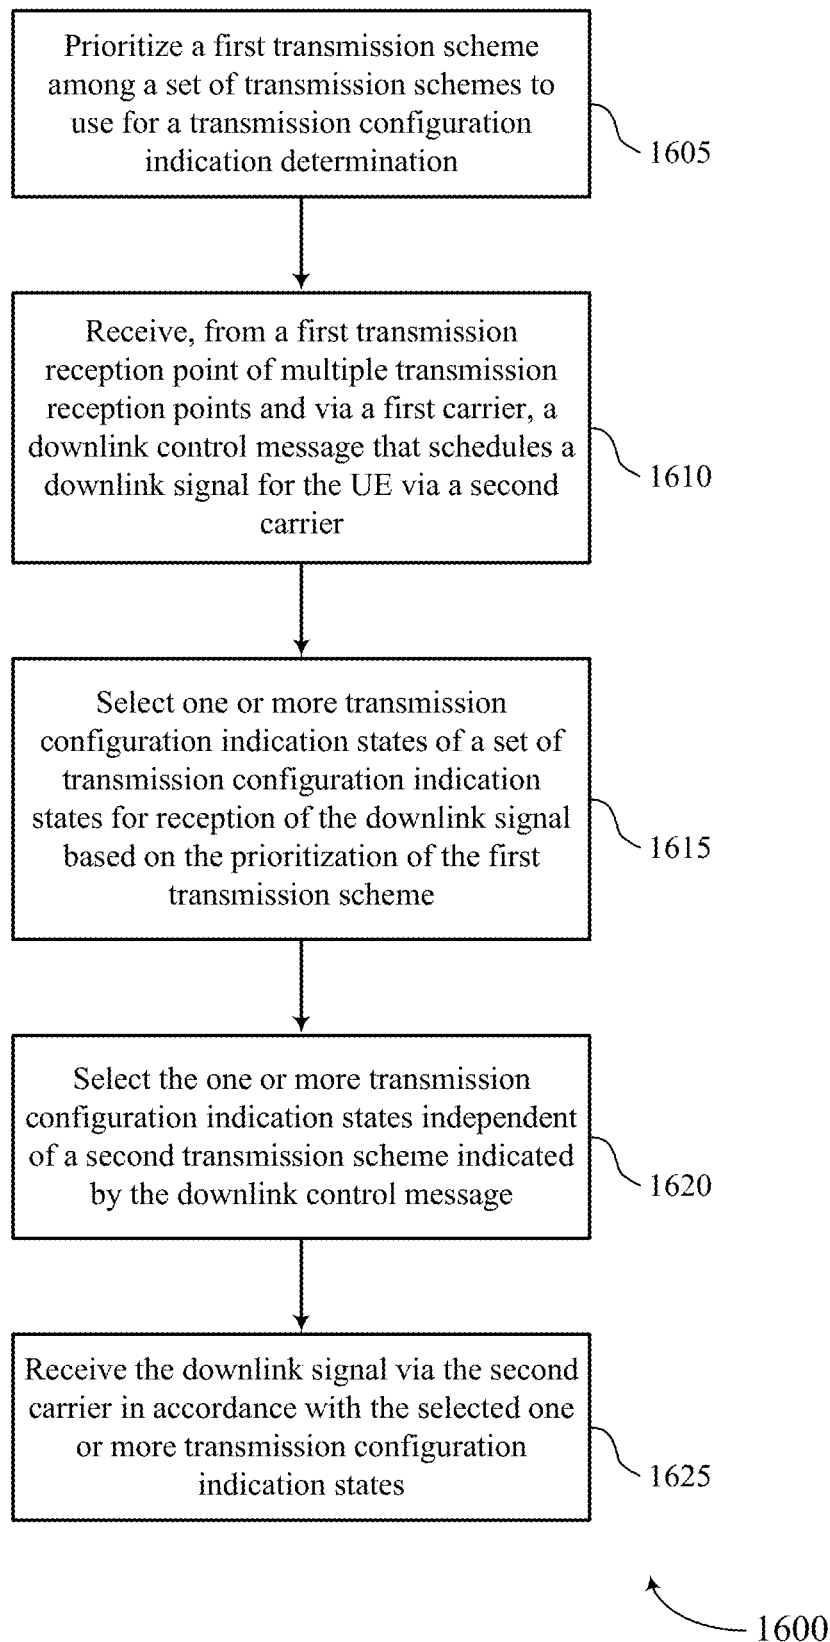 Prioritize a first transmission scheme
among a set of transmission schemes to
use for a transmission configuration
indication determination
1605
Receive, from a first transmission
reception point of multiple transmission
reception points and via a first carrier, a
downlink control message that schedules a
downlink signal for the UE via a second
carrier
1610
Select one or more transmission
configuration indication states of a set of
transmission configuration indication
states for reception of the downlink signal
based on the prioritization of the first
transmission scheme
1615
Select the one or more transmission
configuration indication states independent
of a second transmission scheme indicated
by the downlink control message
1620
Receive the downlink signal via the second
carrier in accordance with the selected one
or more transmission configuration
indication states
1625
1600